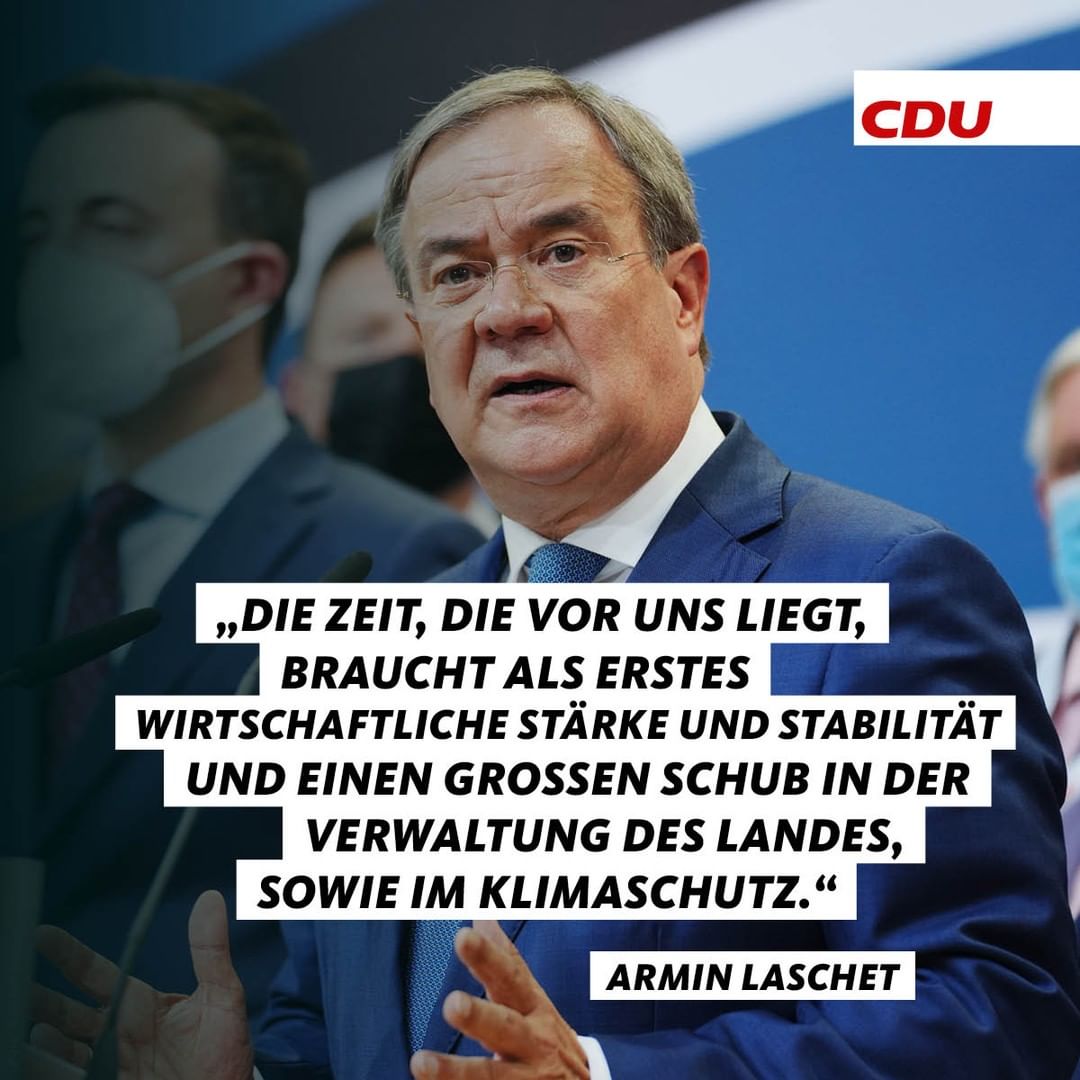 CDU
„DIE ZEIT, DIE VOR UNS LIEGT,
BRAUCHT ALS ERSTES
WIRTSCHAFTLICHE STÄRKE UND STABILITÄT
UND EINEN GROSSEN SCHUB IN DER
VERWALTUNG DES LANDES,
SOWIE IM KLIMASCHUTZ.“
ARMIN LASCHET